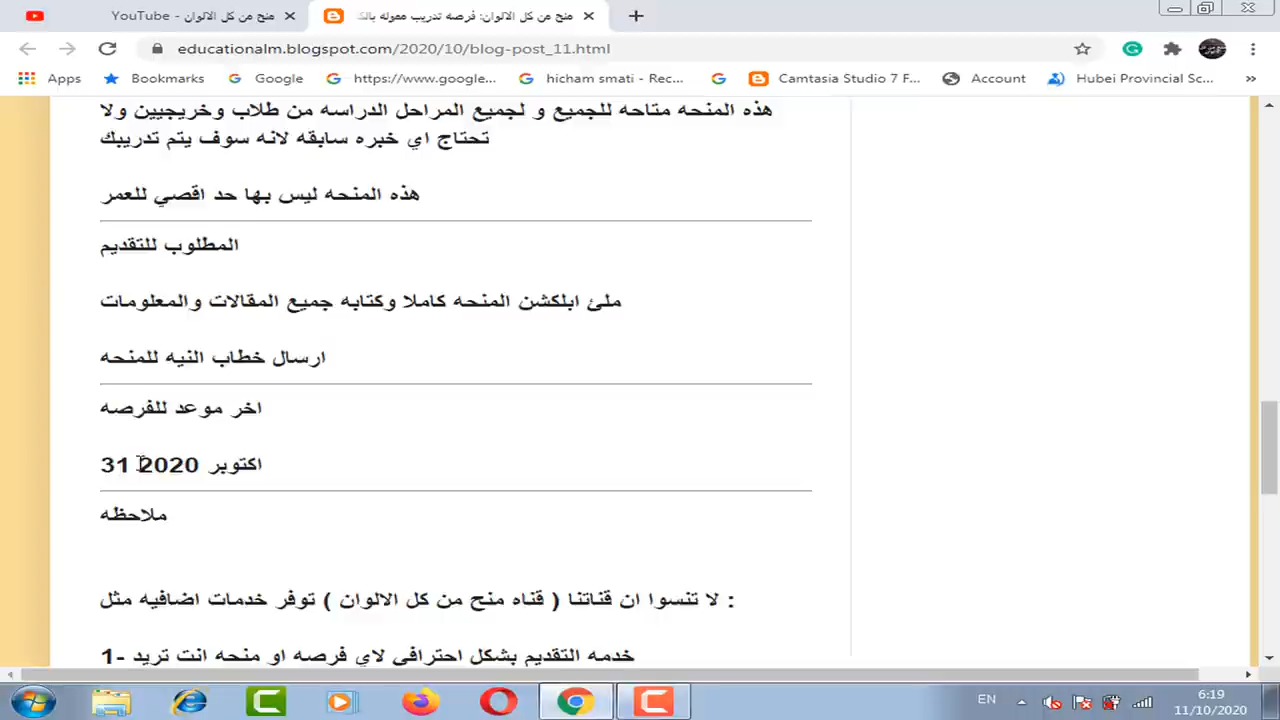 منح من كل الالوان - YouTube
منح من كل الالوان: فرصه تدريب مموله بالك
educationalm.blogspot.com/2020/10/blog-post_11.html
Apps
Bookmarks
Google
https://www.google...
hicham smati - Rec...
Camtasia Studio 7 F...
Account
Hubei Provincial Sc...
»
هذه المنحه متاحه للجميع و لجميع المراحل الدراسه من طلاب وخريجيين ولا
تحتاج اي خبره سابقه لانه سوف يتم تدريبك
هذه المنحه ليس بها حد اقصي للعمر
المطلوب للتقديم
ملئ ابلكشن المنحه كاملا وكتابه جميع المقالات والمعلومات
ارسال خطاب النيه للمنحه
اخر موعد للفرصه
31 اكتوبر 2020
ملاحظه
: لا تنسوا ان قناتنا ( قناه منح من كل الالوان ) توفر خدمات اضافيه مثل
1- خدمه التقديم بشكل احترافي لاي فرصه او منحه انت تريد
EN
6:19
11/10/2020